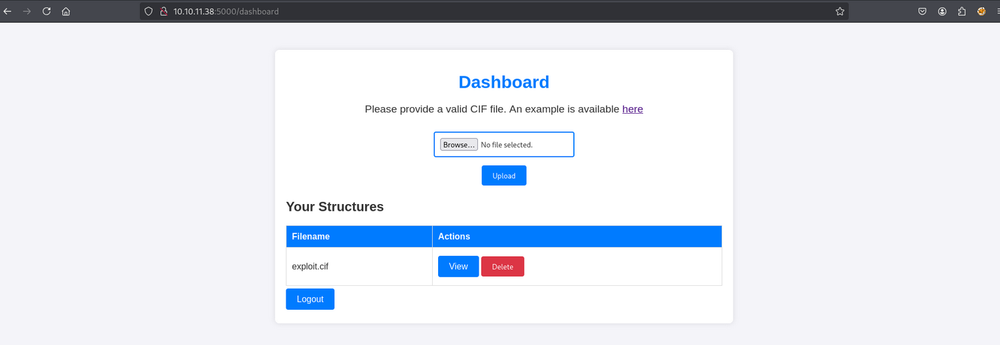 10.10.11.38:5000/dashboard
Dashboard
Please provide a valid CIF file. An example is available here
Browse... No file selected.
Upload
Your Structures
Filename Actions
exploit.cif View Delete
Logout